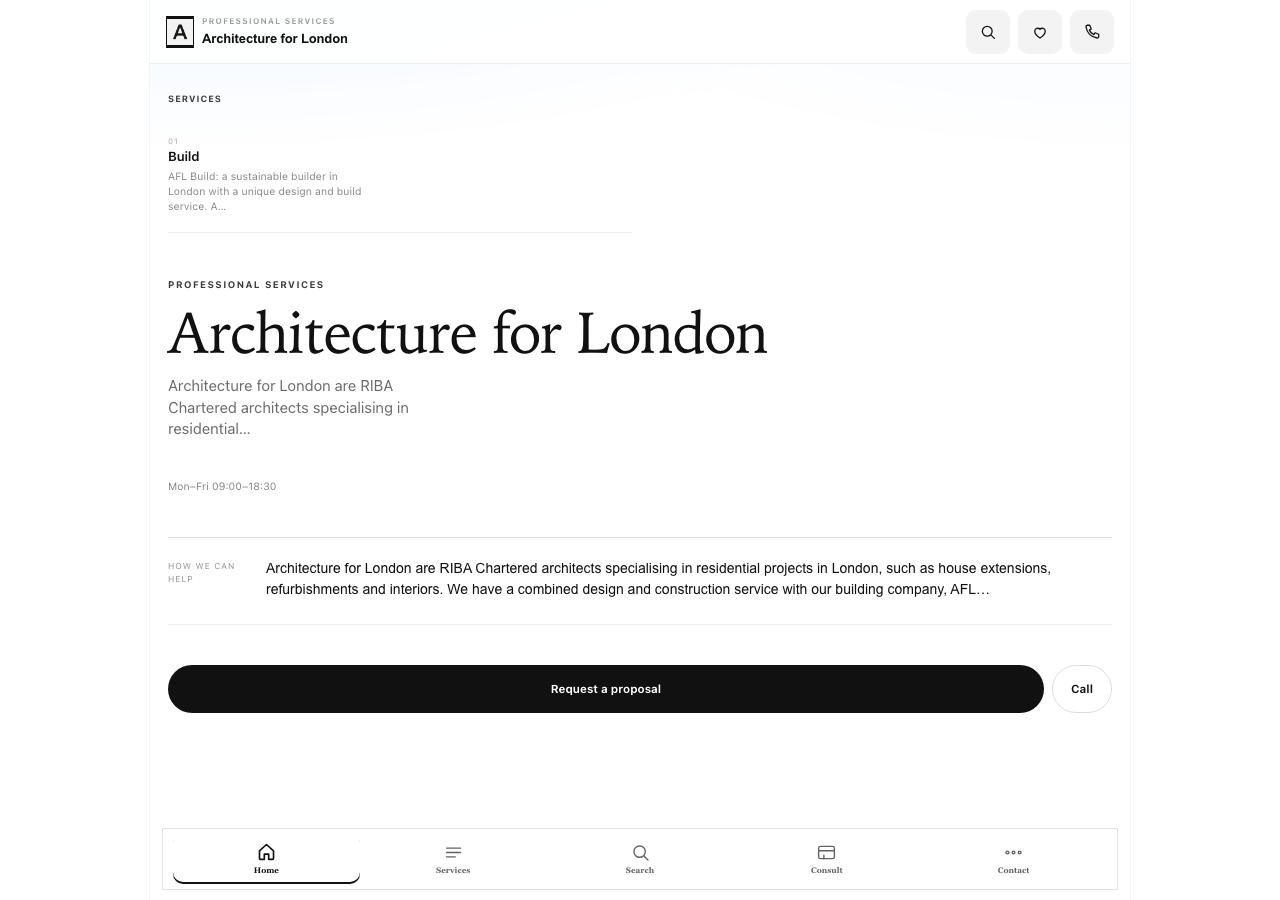 A
PROFESSIONAL SERVICES
Architecture for London
SERVICES
01
Build
AFL Build: a sustainable builder in
London with a unique design and build
service. A...
PROFESSIONAL SERVICES
Architecture for London
Architecture for London are RIBA
Chartered architects specialising in
residential...
Mon–Fri 09:00–18:30
HOW WE CAN
HELP
Architecture for London are RIBA Chartered architects specialising in residential projects in London, such as house extensions,
refurbishments and interiors. We have a combined design and construction service with our building company, AFL…
Request a proposal
Call
Home
Services
Search
Consult
Contact